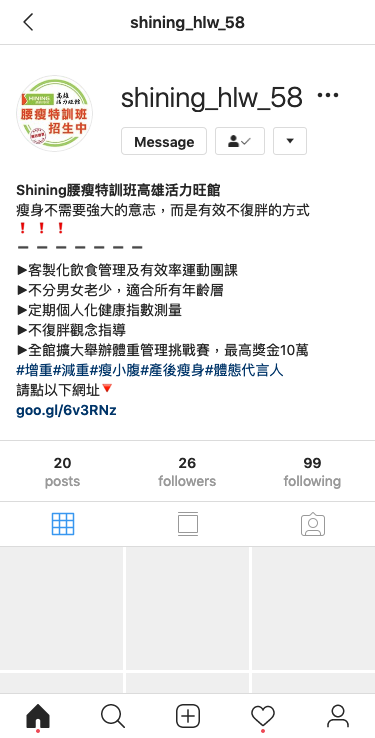 shining_hlw_58
SHINING
高雄
活力旺館
腰瘦特訓班
招生中
shining_hlw_58
Message
Shining腰瘦特訓班高雄活力旺館
瘦身不需要強大的意志，而是有效不復胖的方式
❗❗❗
－－－－－－－
▶客製化飲食管理及有效率運動團課
▶不分男女老少，適合所有年齡層
▶定期個人化健康指數測量
▶不復胖觀念指導
▶全館擴大舉辦體重管理挑戰賽，最高獎金10萬
#增重#減重#瘦小腹#產後瘦身#體態代言人
請點以下網址🔻
goo.gl/6v3RNz
20 26 99
posts followers following